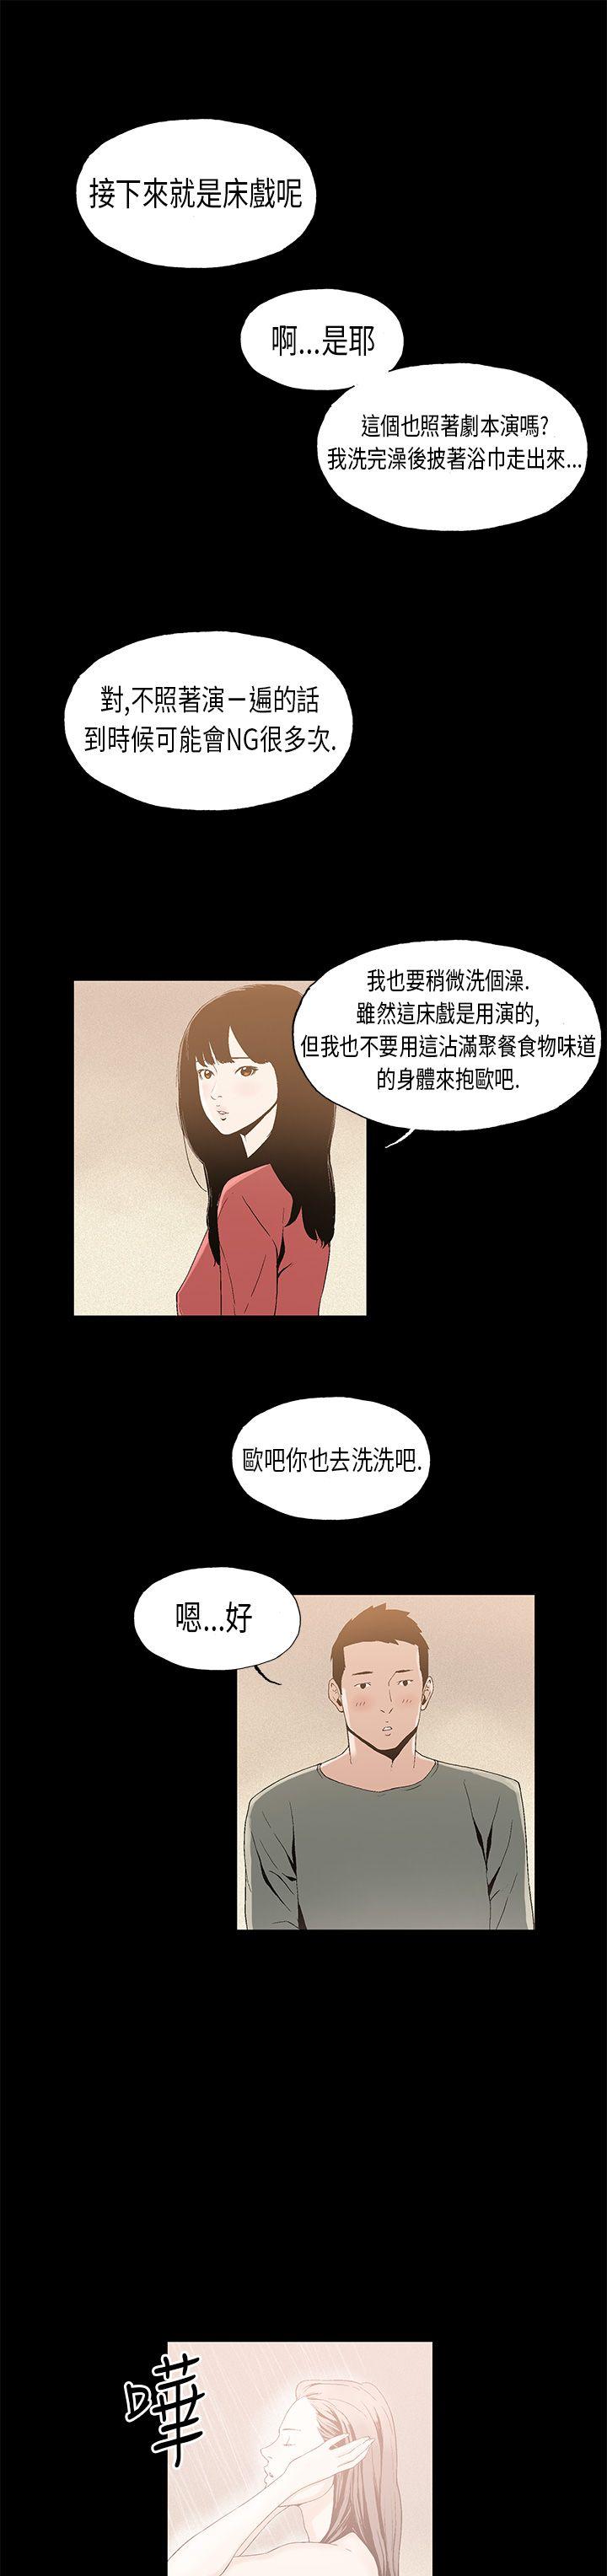 接下來就是床戲呢
啊...是耶
這個也照著劇本演嗎?
我洗完澡後披著浴巾走出來...
對,不照著演一遍的話
到時候可能會NG很多次.
我也要稍微洗個澡.
雖然這床戲是用演的,
但我也不要用這沾滿聚餐食物味道
的身體來抱歐吧.
歐吧你也去洗洗吧.
嗯...好
嘩